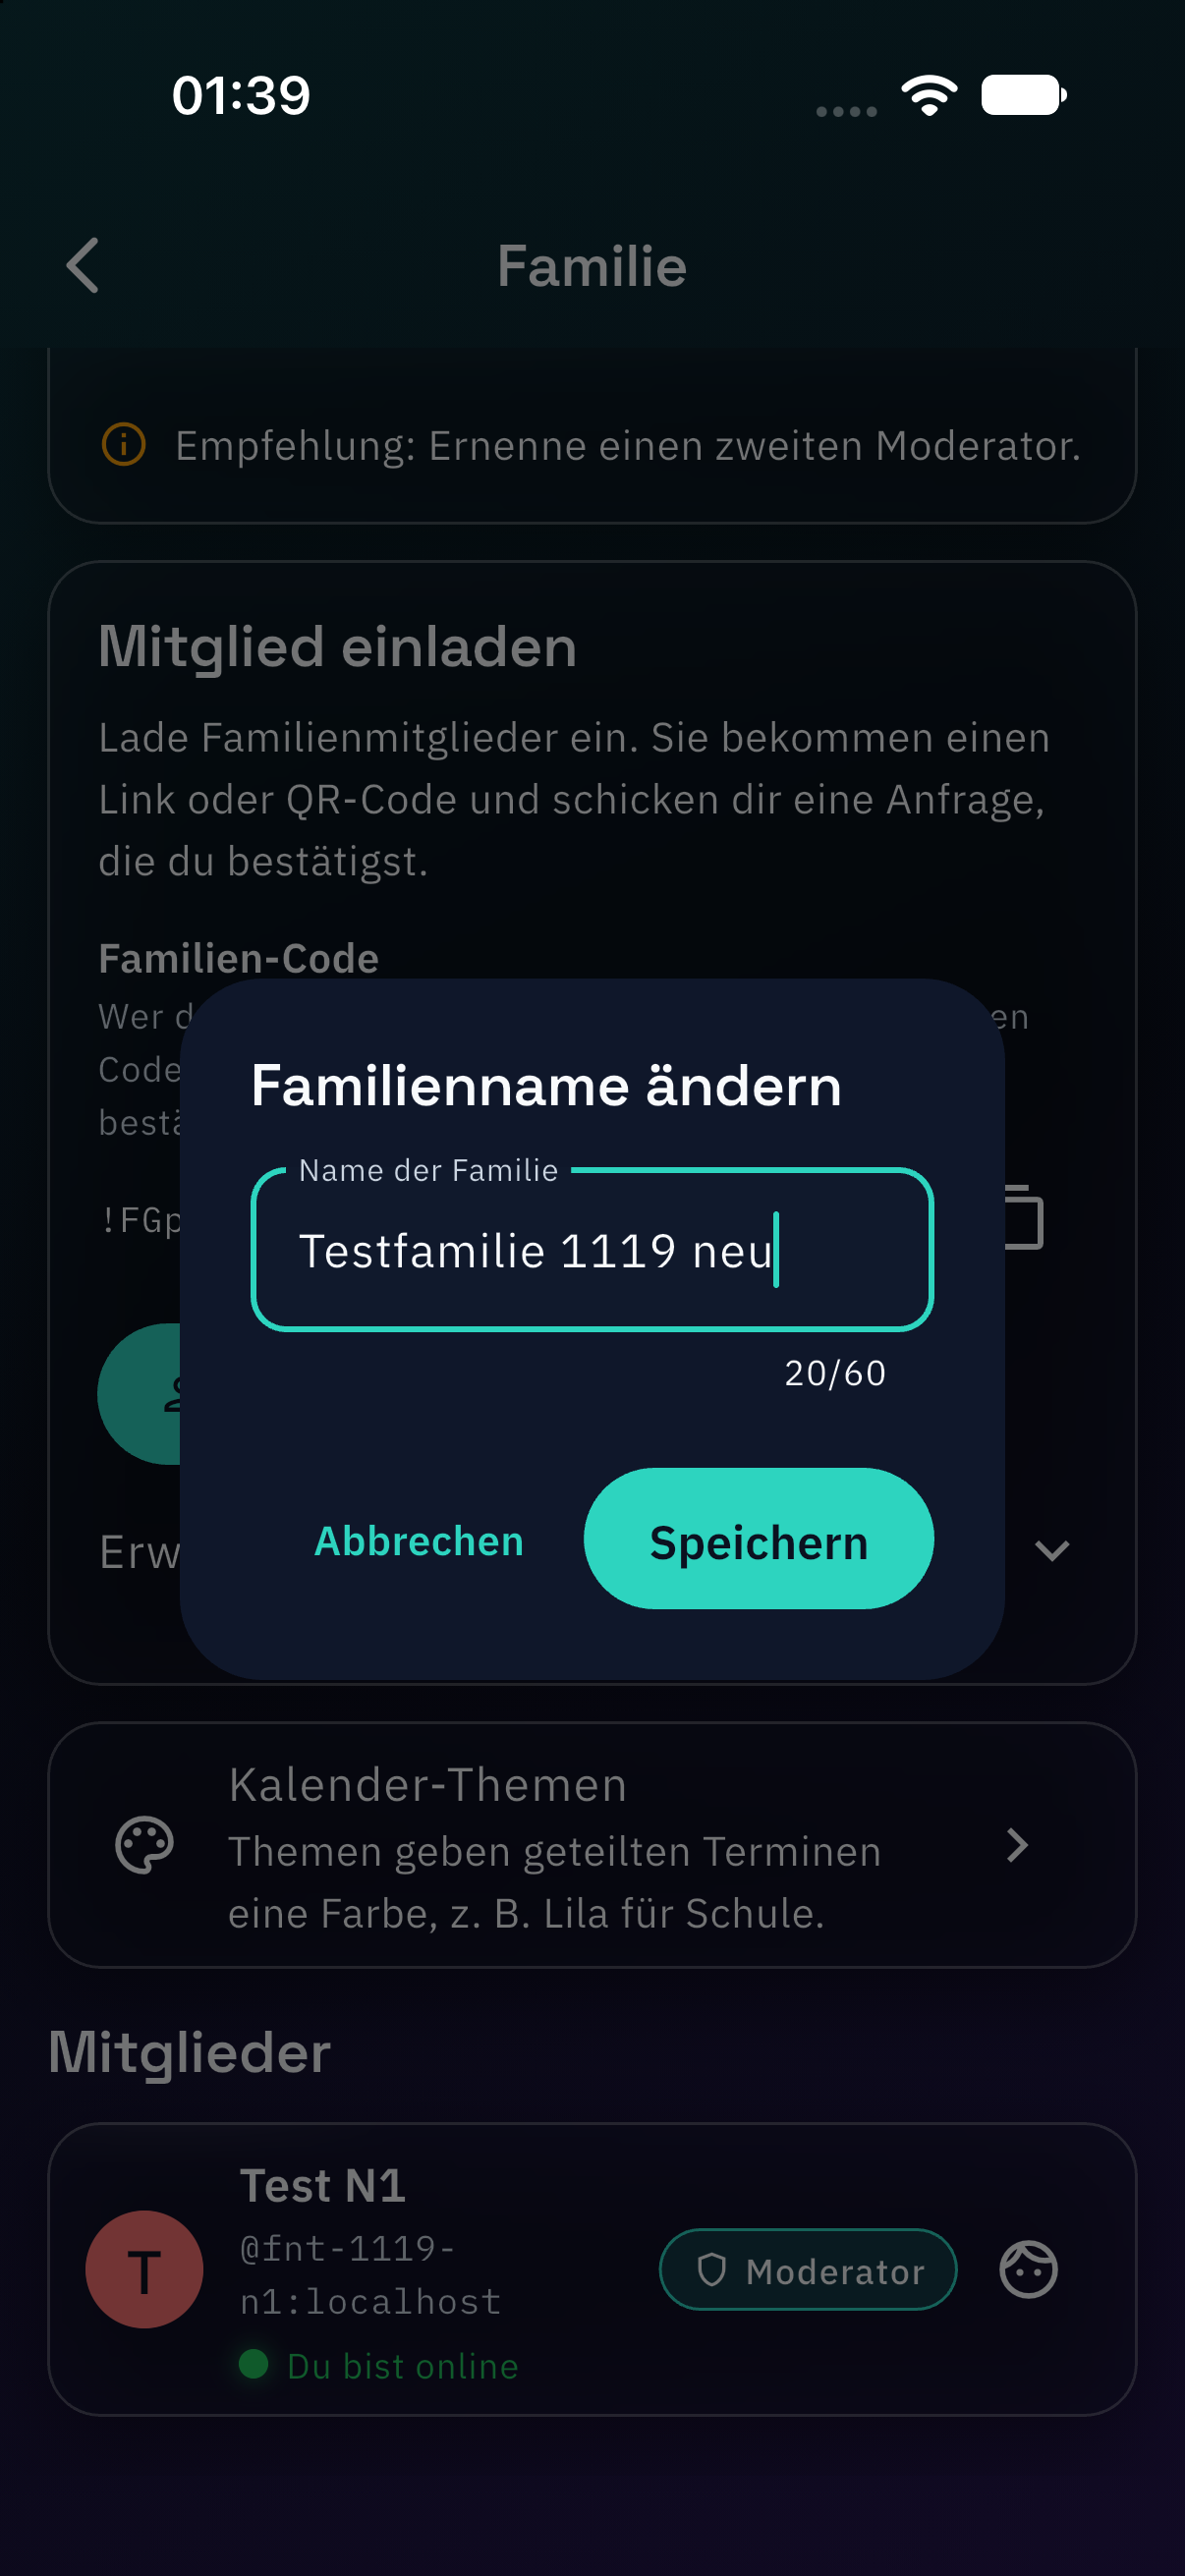 01:39
Familie
Empfehlung: Ernenne einen zweiten Moderator.
Mitglied einladen
Lade Familienmitglieder ein. Sie bekommen einen
Link oder QR-Code und schicken dir eine Anfrage,
die du bestätigst.
Familien-Code
Wer
Code
Familienname ändern
Name der Familie
!FGp
Testfamilie 1119 neu
20/60
Abbrechen
Speichern
Kalender-Themen
Themen geben geteilten Terminen
eine Farbe, z. B. Lila für Schule.
Mitglieder
T
Test N1
@fnt-1119-
n1:localhost
Moderator
Du bist online